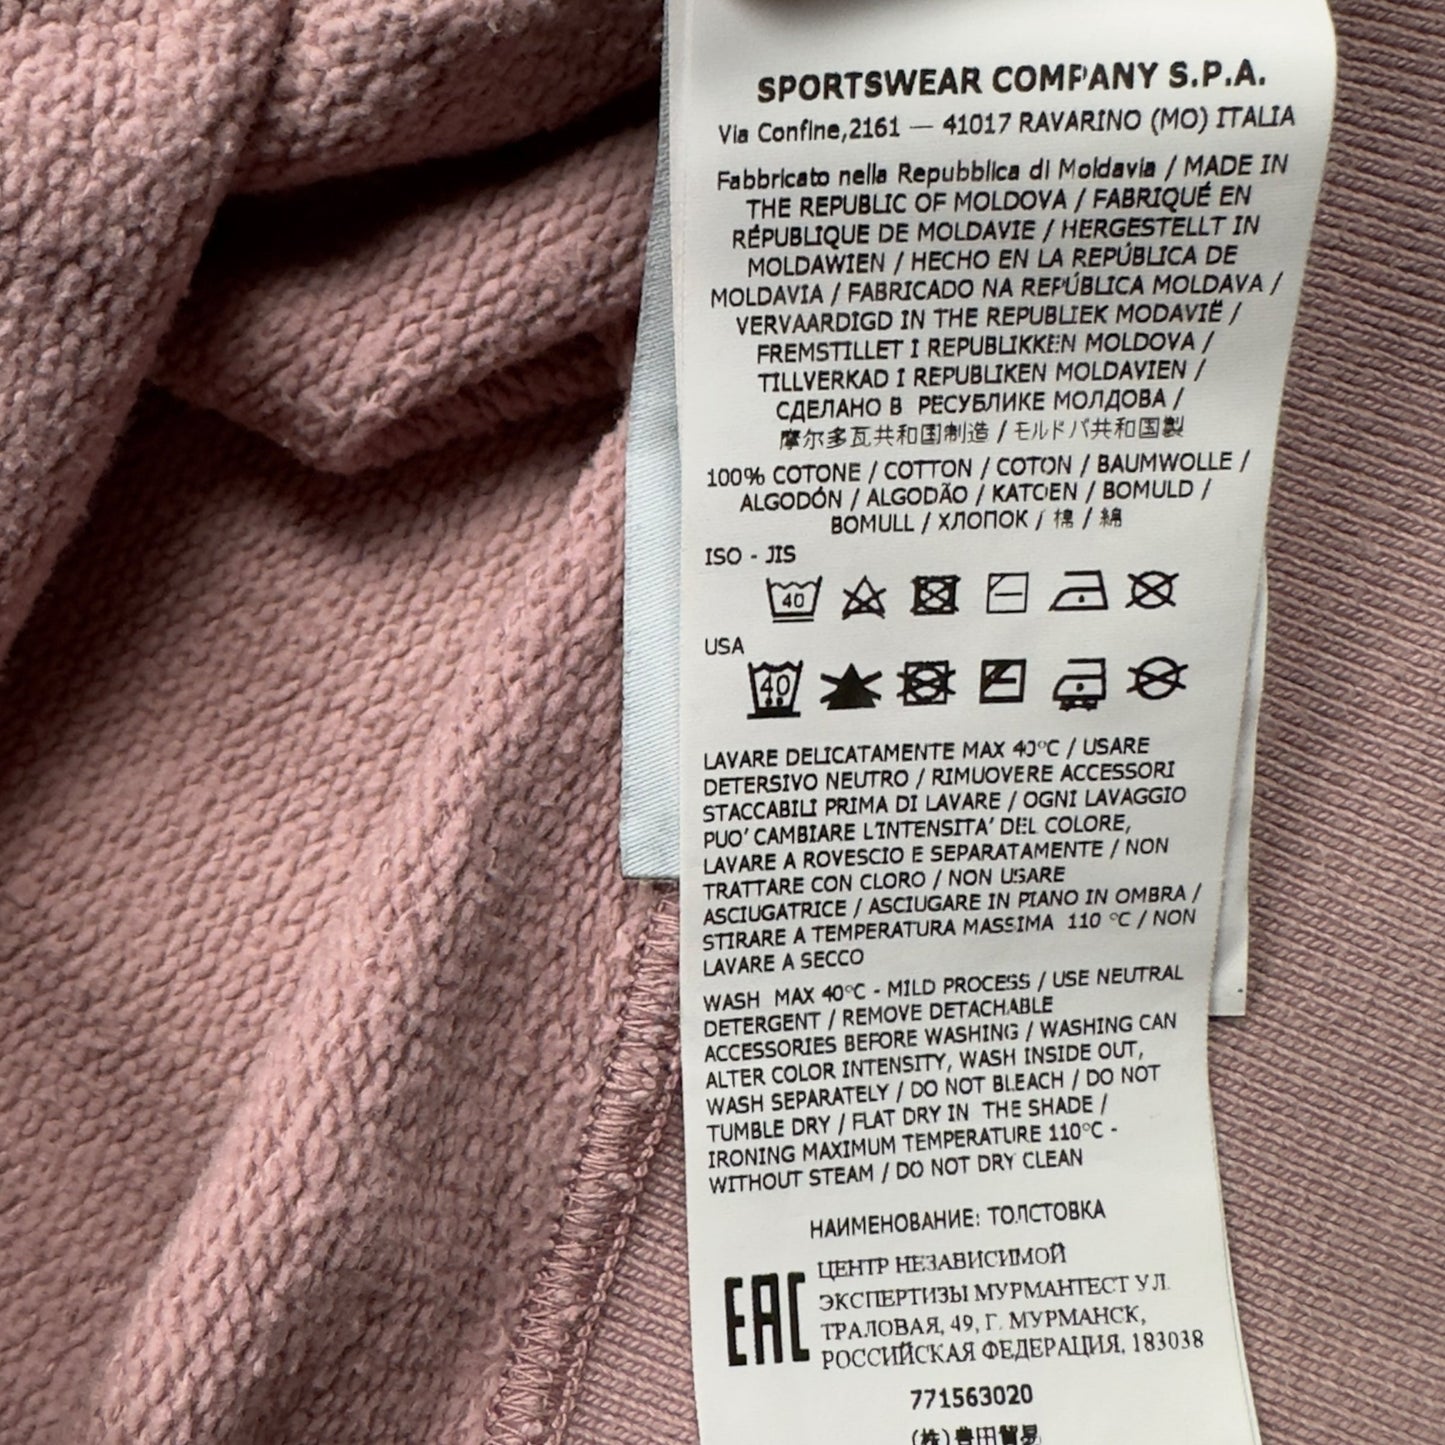 SPORTSWEAR COMPANY S.P.A.
Via Confine,2161 — 41017 RAVARINO (MO) ITALIA
Fabbricato nella Repubblica di Moldavia / MADE IN
THE REPUBLIC OF MOLDOVA / FABRIQUÉ EN
RÉPUBLIQUE DE MOLDAVIE / HERGESTELLT IN
MOLDAWIEN / HECHO EN LA REPÚBLICA DE
MOLDAVIA / FABRICADO NA REPÚBLICA MOLDAVA /
VERVAARDIGD IN THE REPUBLIEK MODAVIË /
FREMSTILLET I REPUBLIKKEN MOLDOVA /
TILLVERKAD I REPUBLIKEN MOLDAVIEN /
СДЕЛАНО В РЕСУБЛИКЕ МОЛДОВА /
摩尔多瓦共和国制造 / モルドバ共和国製
100% COTONE / COTTON / COTON / BAUMWOLLE /
ALGODÓN / ALGODÃO / KATOEN / BOMULD /
BOMULL / ХЛОПОК / 棉 / 綿
ISO - JIS
40
USA
40
LAVARE DELICATAMENTE MAX 40°C / USARE
DETERSIVO NEUTRO / RIMUOVERE ACCESSORI
STACCABILI PRIMA DI LAVARE / OGNI LAVAGGIO
PUO' CAMBIARE L'INTENSITA' DEL COLORE,
LAVARE A ROVESCIO E SEPARATAMENTE / NON
TRATTARE CON CLORO / NON USARE
ASCIUGATRICE / ASCIUGARE IN PIANO IN OMBRA /
STIRARE A TEMPERATURA MASSIMA 110 °C / NON
LAVARE A SECCO
WASH MAX 40°C - MILD PROCESS / USE NEUTRAL
DETERGENT / REMOVE DETACHABLE
ACCESSORIES BEFORE WASHING / WASHING CAN
ALTER COLOR INTENSITY, WASH INSIDE OUT,
WASH SEPARATELY / DO NOT BLEACH / DO NOT
TUMBLE DRY / FLAT DRY IN THE SHADE /
IRONING MAXIMUM TEMPERATURE 110°C -
WITHOUT STEAM / DO NOT DRY CLEAN
НАИМЕНОВАНИЕ: ТОЛСТОВКА
EAC
ЦЕНТР НЕЗАВИСИМОЙ
ЭКСПЕРТИЗЫ МУРМАНТЕСТ УЛ.
ТРАЛОВАЯ, 49, Г. МУРМАНСК,
РОССИЙСКАЯ ФЕДЕРАЦИЯ, 183038
771563020
(株)豊田貿易